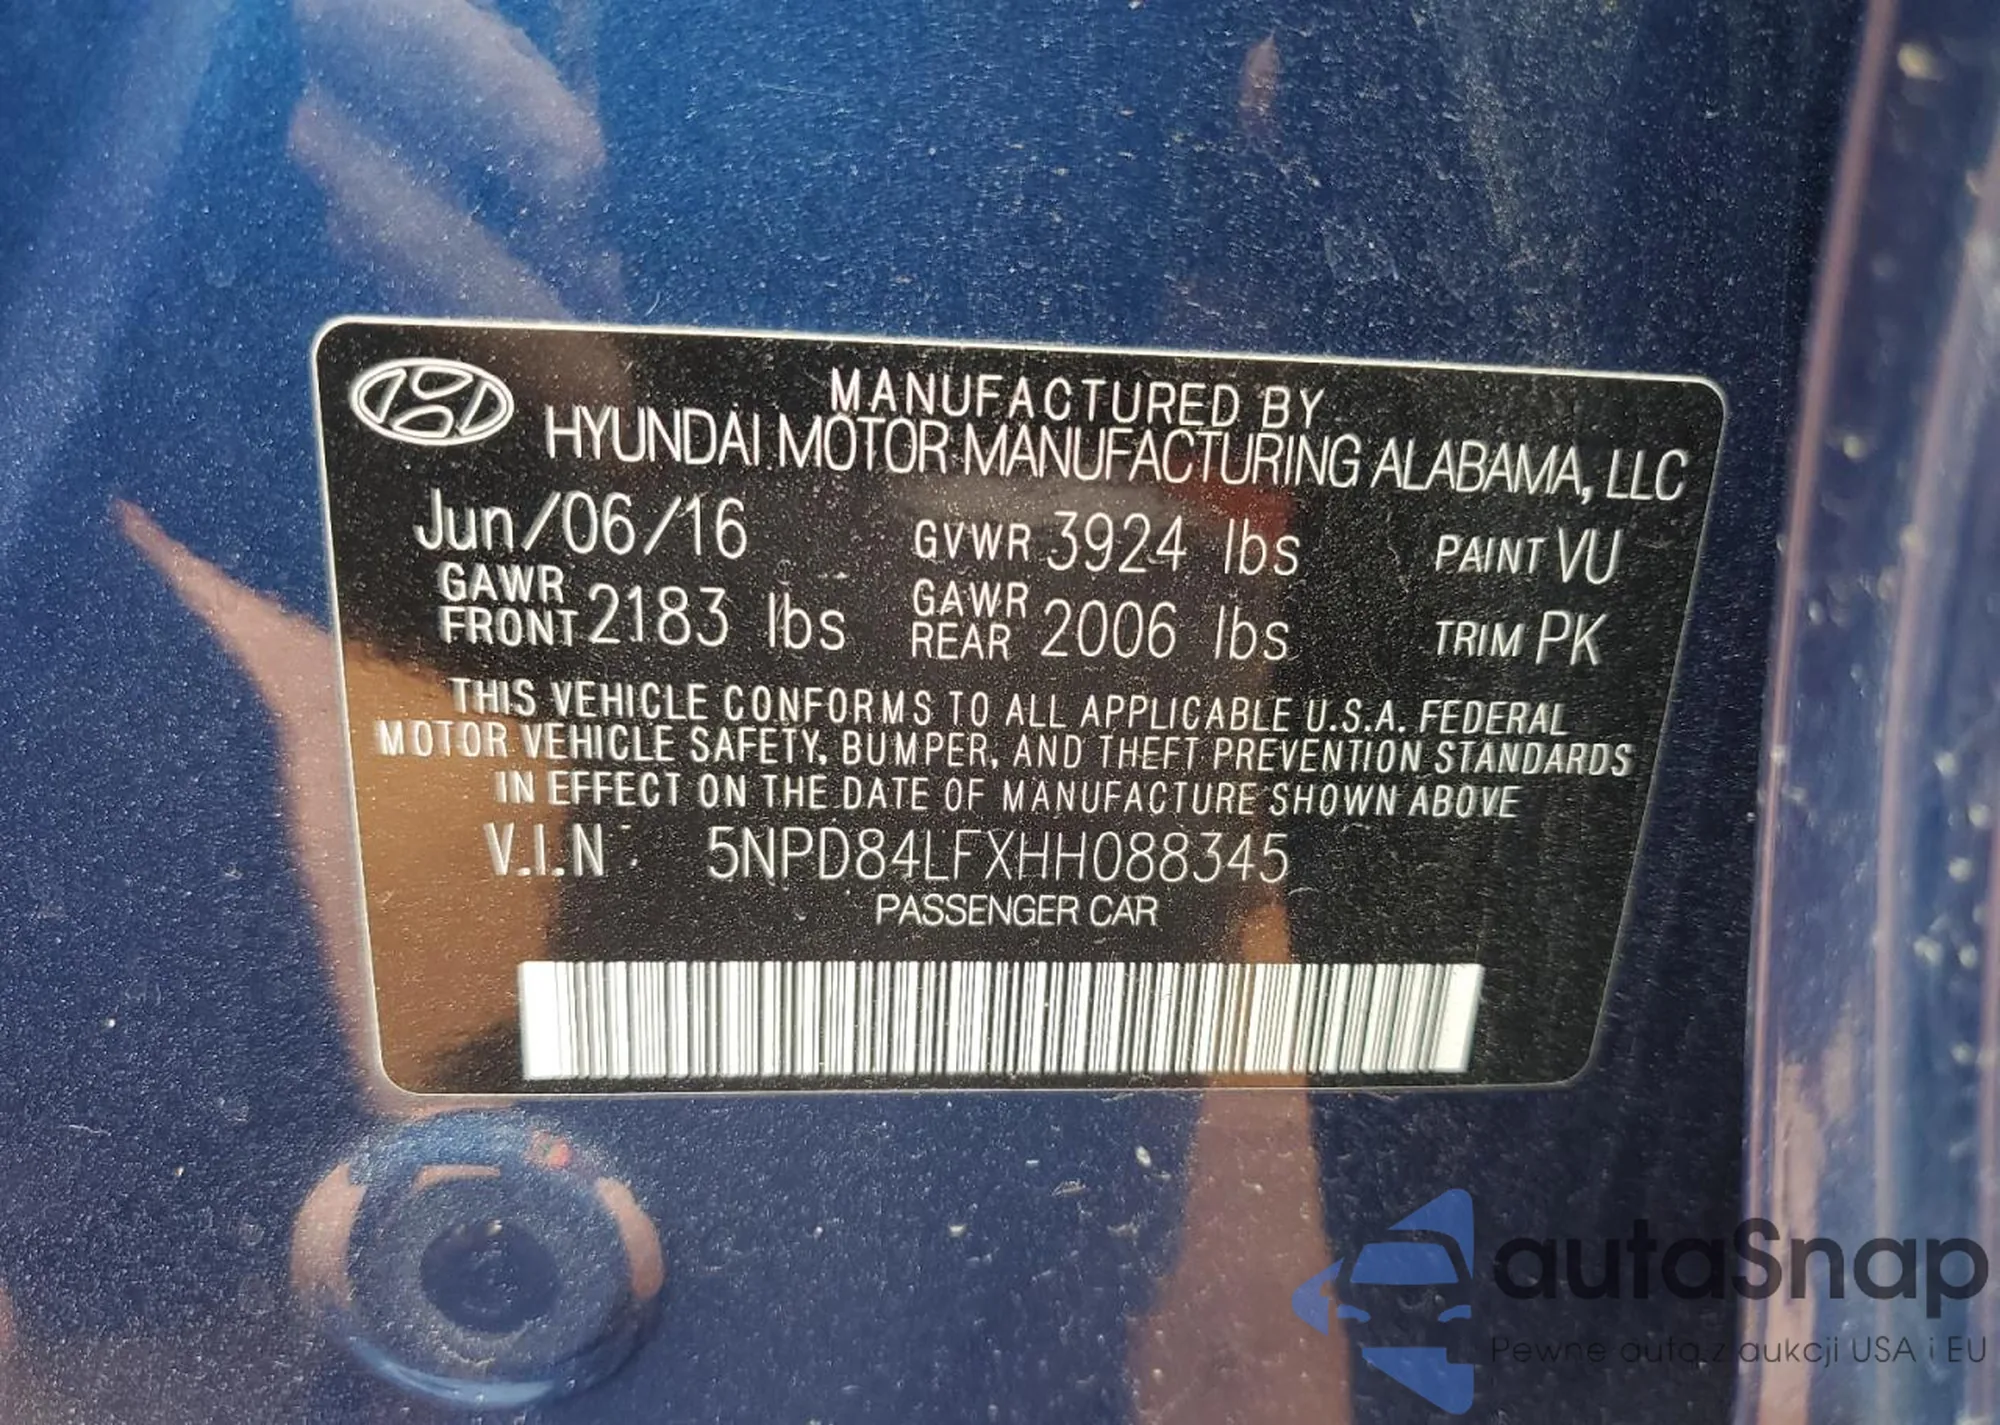 MANUFACTURED BY
HYUNDAI MOTOR MANUFACTURING ALABAMA, LLC
Jun/06/16 GVWR 3924 lbs PAINT VU
GAWR FRONT 2183 lbs GAWR REAR 2006 lbs TRIM PK
THIS VEHICLE CONFORMS TO ALL APPLICABLE U.S.A. FEDERAL
MOTOR VEHICLE SAFETY, BUMPER, AND THEFT PREVENTION STANDARDS
IN EFFECT ON THE DATE OF MANUFACTURE SHOWN ABOVE
V.I.N : 5NPD84LFXHH088345
PASSENGER CAR
autaSnap
Pewne auta z aukcji USA i EU